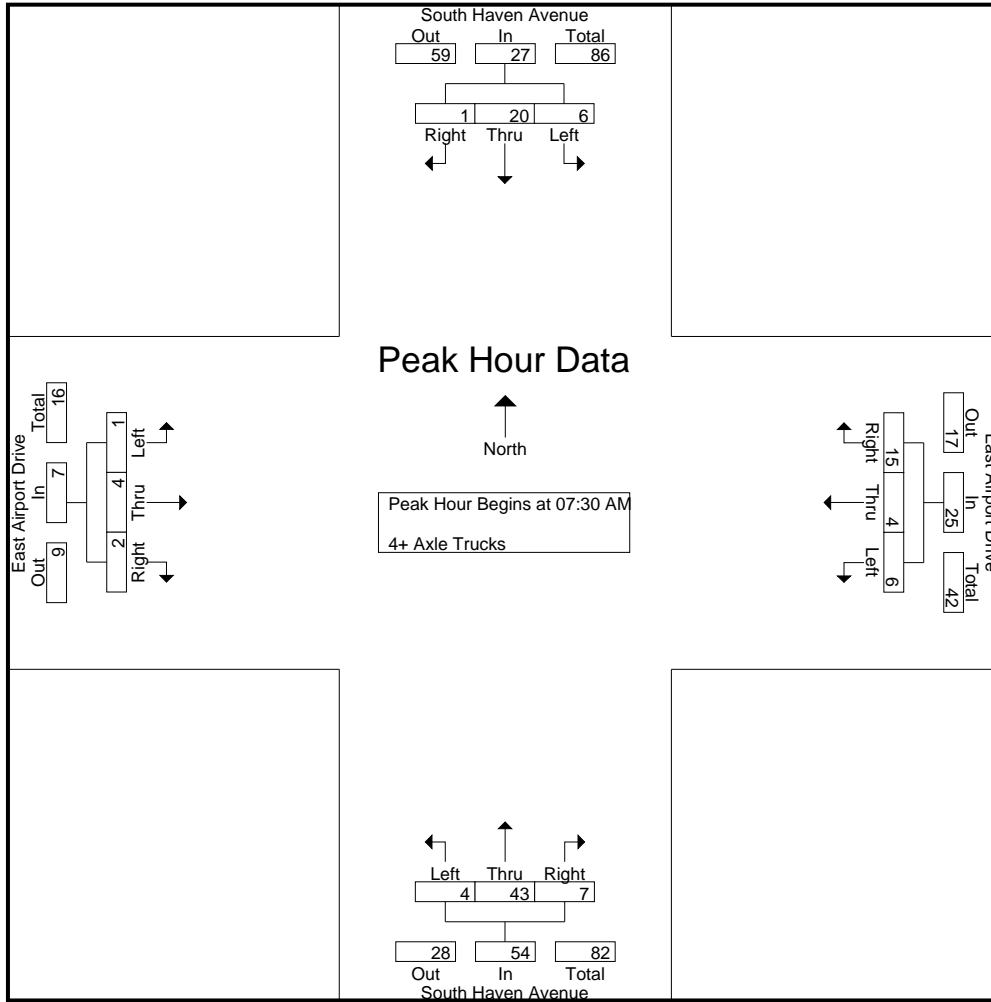 South Haven Avenue
Out In Total
59 27 86
1 20 6
Right Thru Left
Peak Hour Data
North
Peak Hour Begins at 07:30 AM
4+ Axle Trucks
East Airport Drive
Out In Total
9 7 16
Left Thru Right
1 4 2
East Airport Drive
Out In Total
17 25 42
15 4 6
Right Thru Left
Left Thru Right
4 43 7
28 54 82
Out In Total
South Haven Avenue